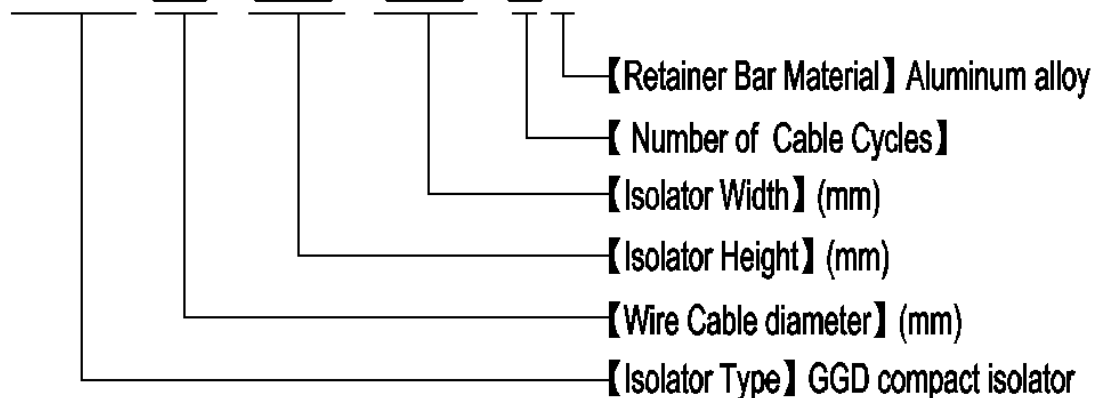 【Retainer Bar Material】 Aluminum alloy
【 Number of Cable Cycles】
【Isolator Width】 (mm)
【Isolator Height】 (mm)
【Wire Cable diameter】 (mm)
【Isolator Type】 GGD compact isolator